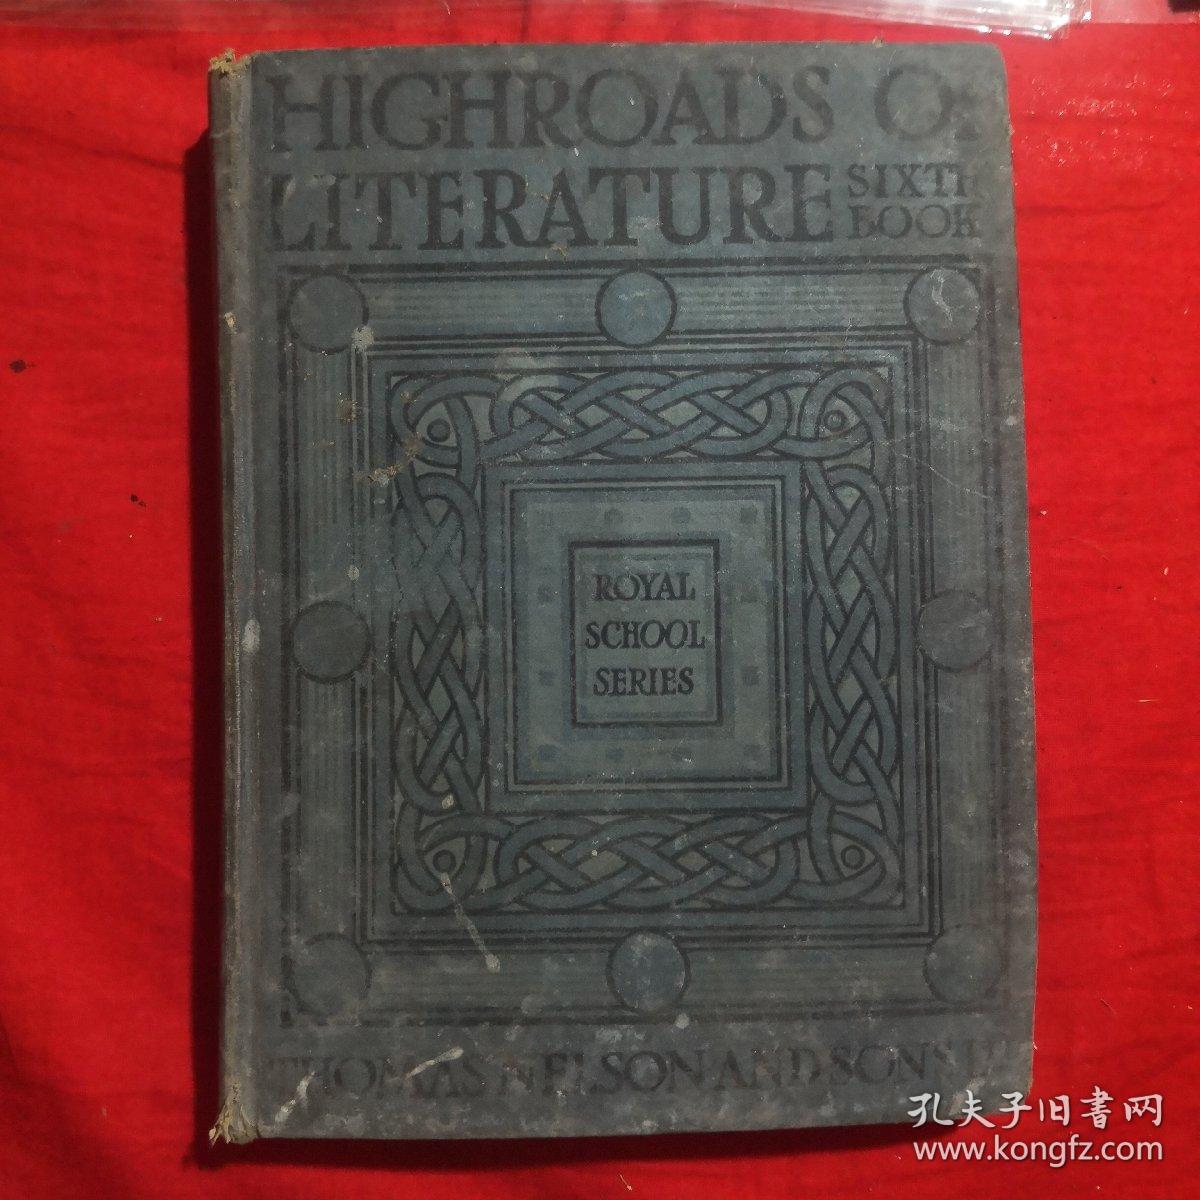 HIGHROADS OF
LITERATURE SIXTH
BOOK
ROYAL
SCHOOL
SERIES
THOMAS NELSON AND SONS
孔夫子旧书网
www.kongfz.com